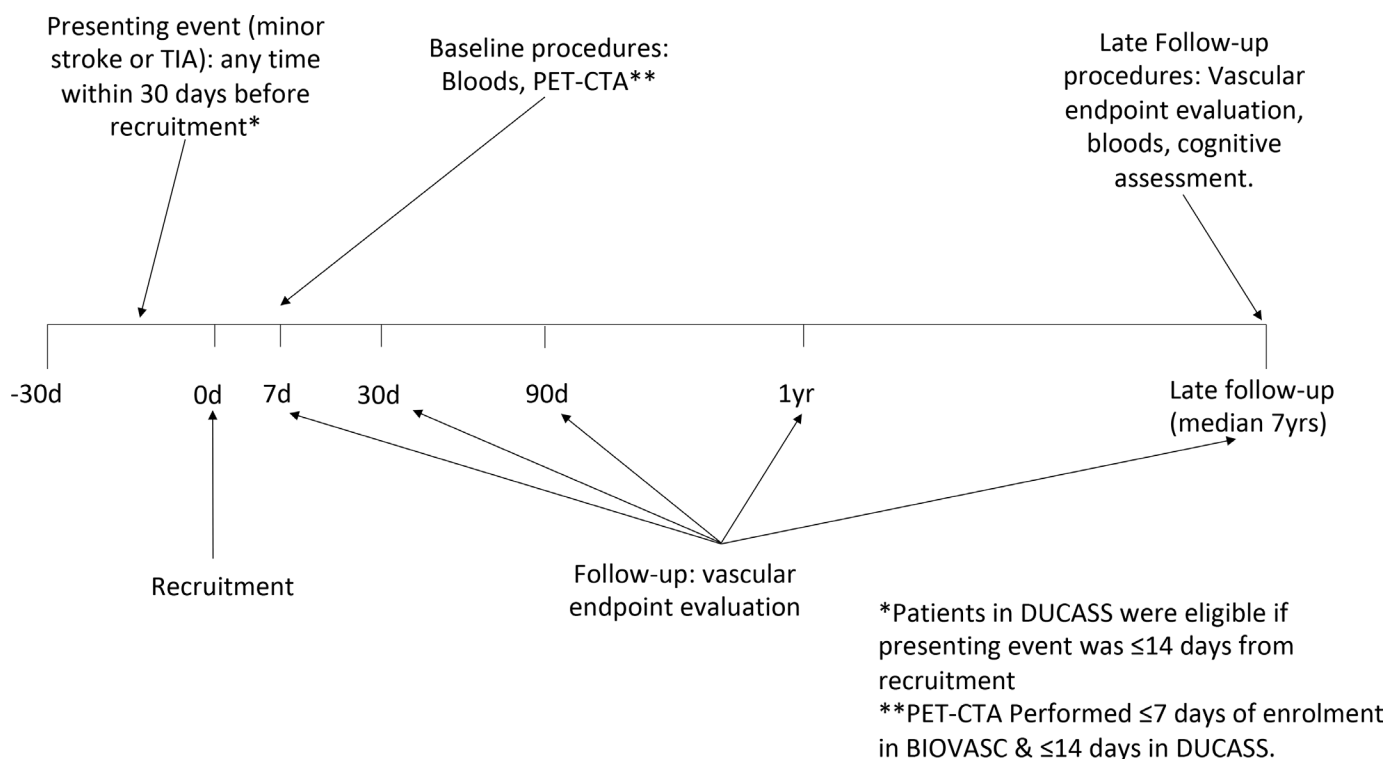 Presenting event (minor
stroke or TIA): any time
within 30 days before
recruitment*
Baseline procedures:
Bloods, PET-CTA**
Late Follow-up
procedures: Vascular
endpoint evaluation,
bloods, cognitive
assessment.
-30d
0d
7d
30d
90d
1yr
Late follow-up
(median 7yrs)
Recruitment
Follow-up: vascular
endpoint evaluation
*Patients in DUCASS were eligible if
presenting event was ≤14 days from
recruitment
**PET-CTA Performed ≤7 days of enrolment
in BIOVASC & ≤14 days in DUCASS.